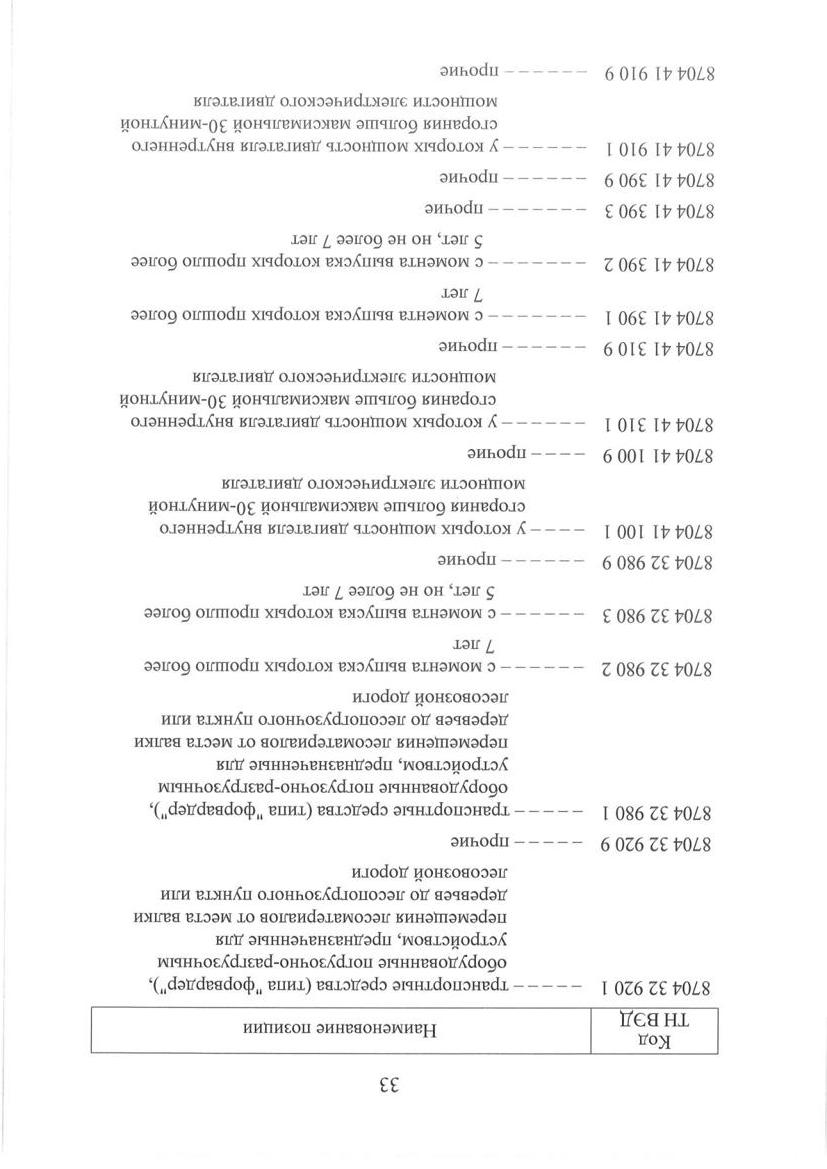 33
Код
ТН ВЭД
Наименование позиции
8704 32 920 1 – – – – – транспортные средства (типа "форвардер"),
оборудованные погрузочно-разгрузочным
устройством, предназначенные для
перемещения лесоматериалов от места валки
деревьев до лесопогрузочного пункта или
лесовозной дороги
8704 32 920 9 – – – – – прочие
8704 32 980 1 – – – – – транспортные средства (типа "форвардер"),
оборудованные погрузочно-разгрузочным
устройством, предназначенные для
перемещения лесоматериалов от места валки
деревьев до лесопогрузочного пункта или
лесовозной дороги
8704 32 980 2 – – – – – – с момента выпуска которых прошло более
7 лет
8704 32 980 3 – – – – – – с момента выпуска которых прошло более
5 лет, но не более 7 лет
8704 32 980 9 – – – – – – прочие
8704 41 100 1 – – – – у которых мощность двигателя внутреннего
сгорания больше максимальной 30-минутной
мощности электрического двигателя
8704 41 100 9 – – – – прочие
8704 41 310 1 – – – – – – у которых мощность двигателя внутреннего
сгорания больше максимальной 30-минутной
мощности электрического двигателя
8704 41 310 9 – – – – – – прочие
8704 41 390 1 – – – – – – – с момента выпуска которых прошло более
7 лет
8704 41 390 2 – – – – – – – с момента выпуска которых прошло более
5 лет, но не более 7 лет
8704 41 390 3 – – – – – – – прочие
8704 41 390 9 – – – – – – прочие
8704 41 910 1 – – – – – – у которых мощность двигателя внутреннего
сгорания больше максимальной 30-минутной
мощности электрического двигателя
8704 41 910 9 – – – – – – прочие